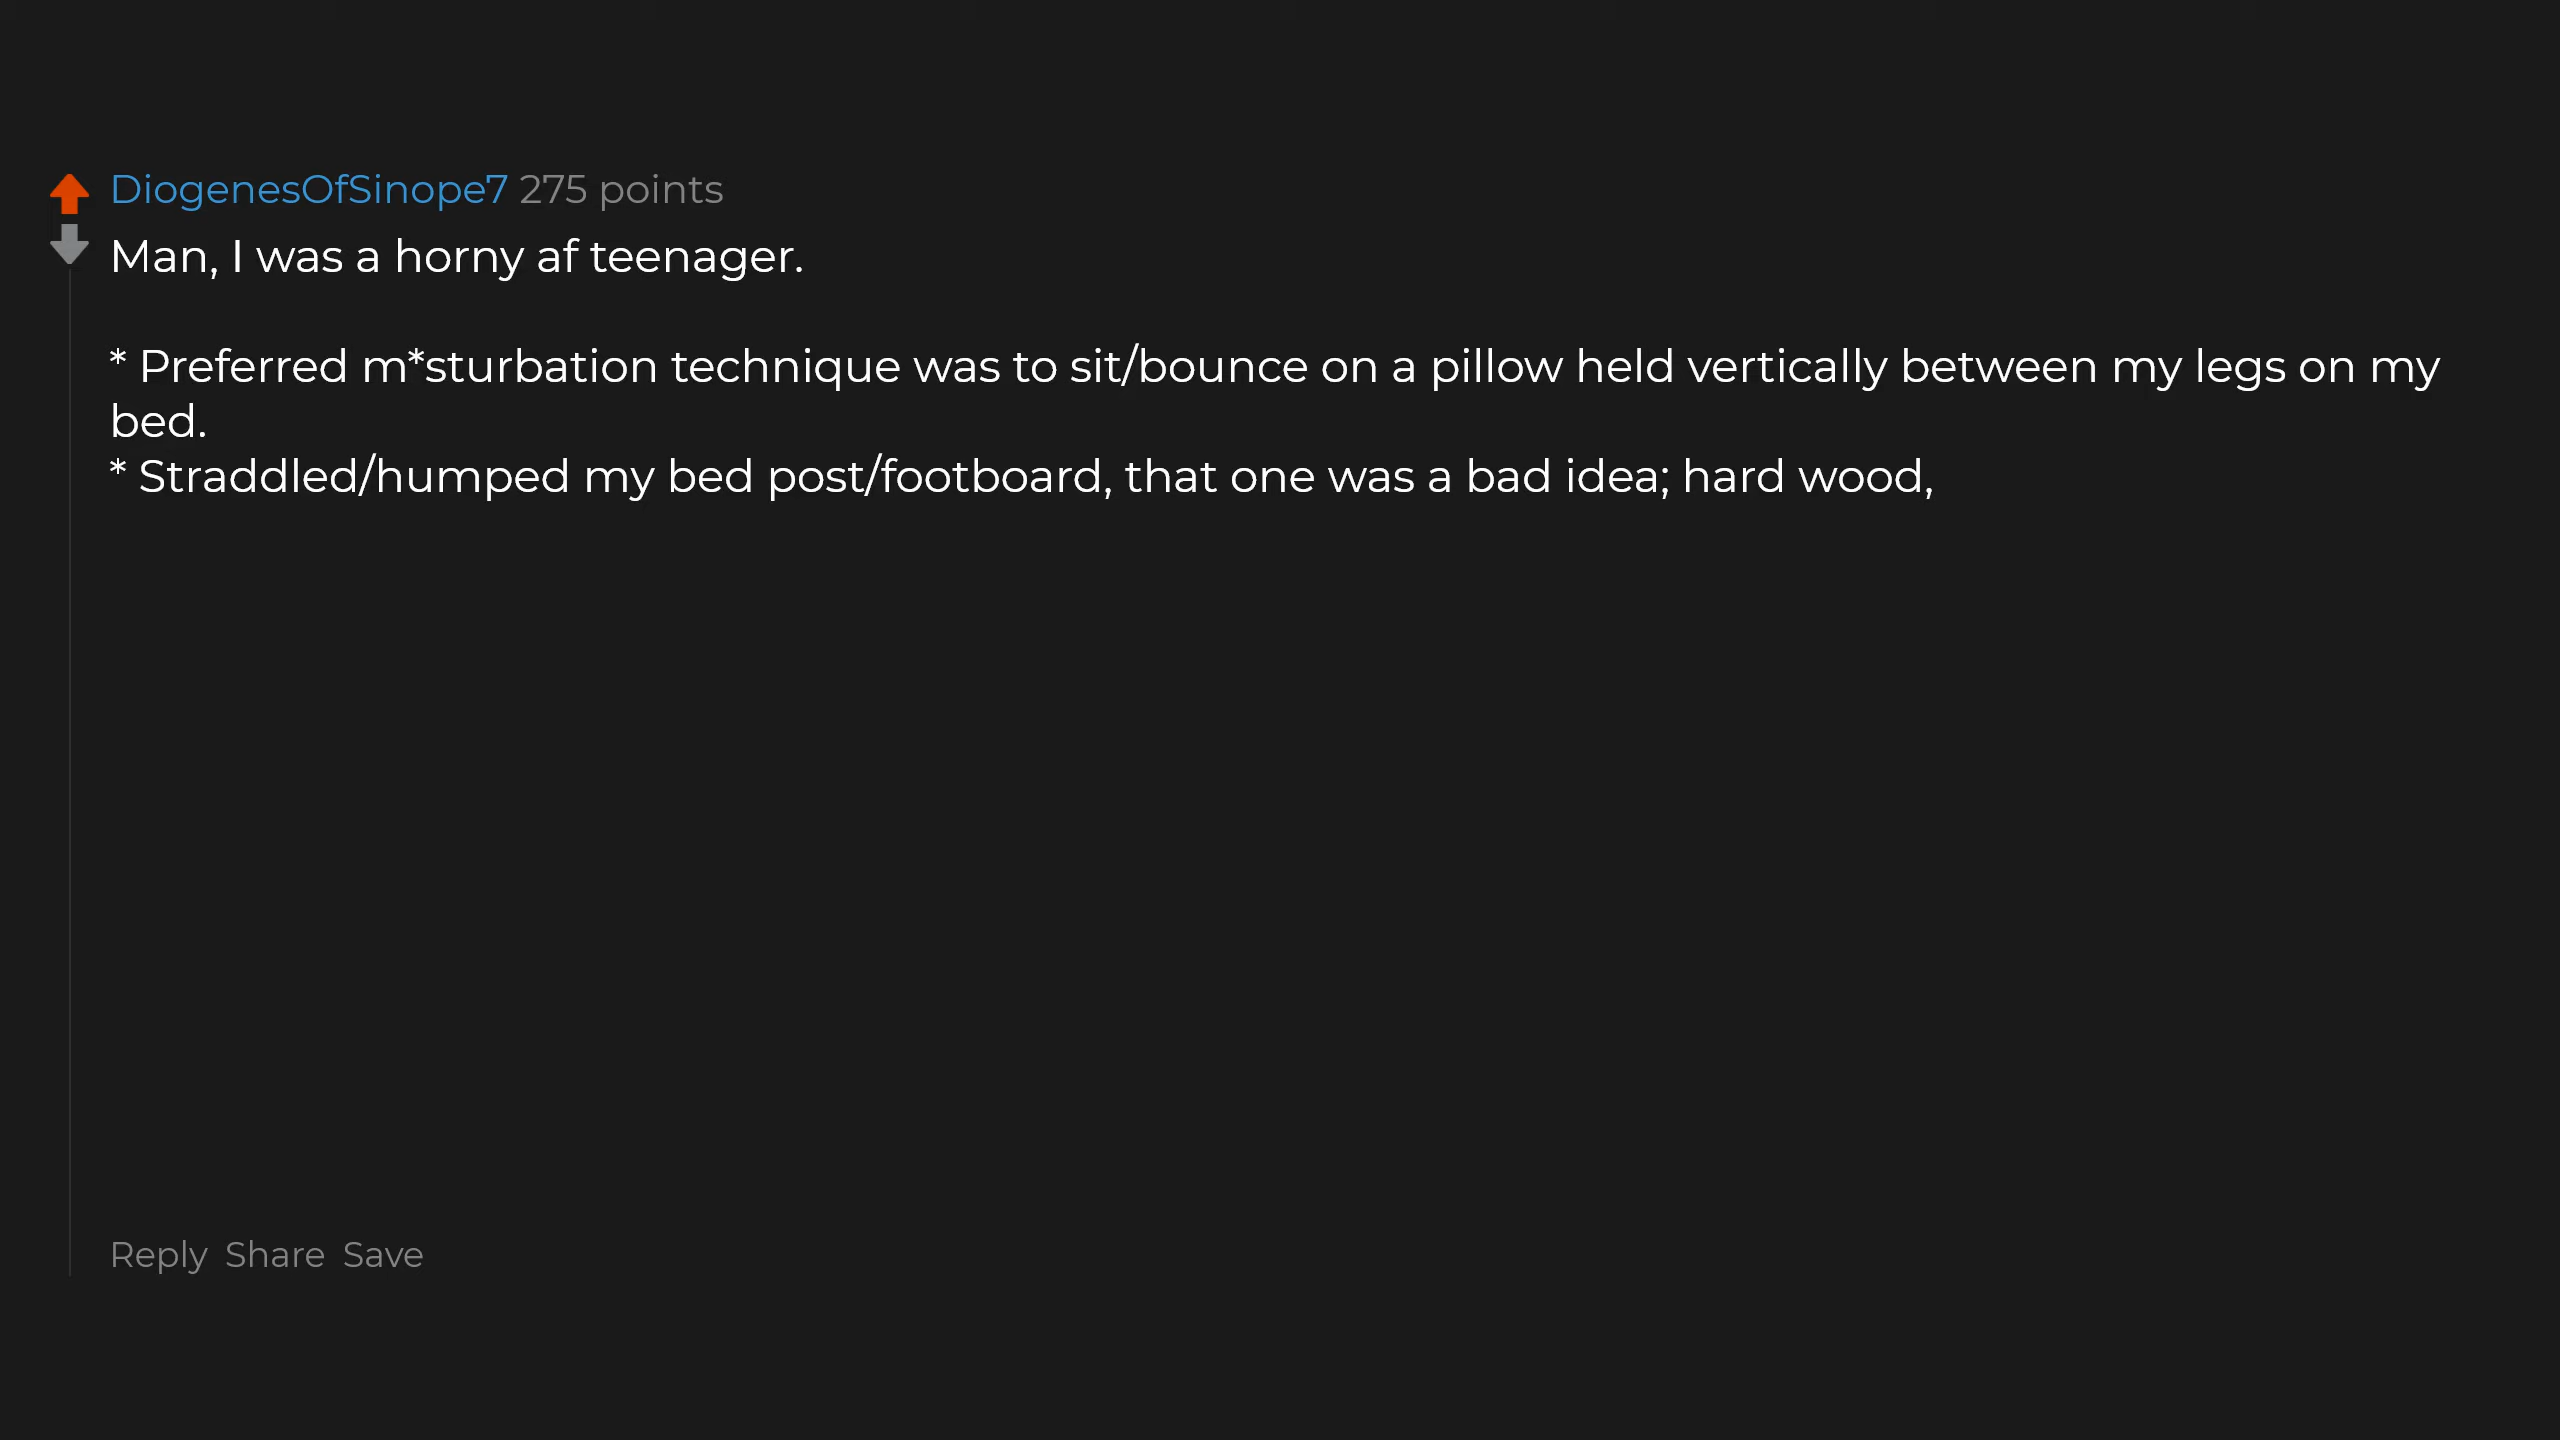 DiogenesOfSinope7 275 points
Man, I was a horny af teenager.
* Preferred m*sturbation technique was to sit/bounce on a pillow held vertically between my legs on my
bed.
* Straddled/humped my bed post/footboard, that one was a bad idea; hard wood,
Reply Share Save